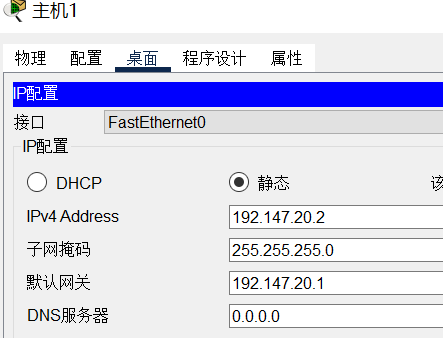 主机1
物理 配置 桌面 程序设计 属性
IP配置
接口 FastEthernet0
IP配置
DHCP 静态 该
IPv4 Address 192.147.20.2
子网掩码 255.255.255.0
默认网关 192.147.20.1
DNS服务器 0.0.0.0